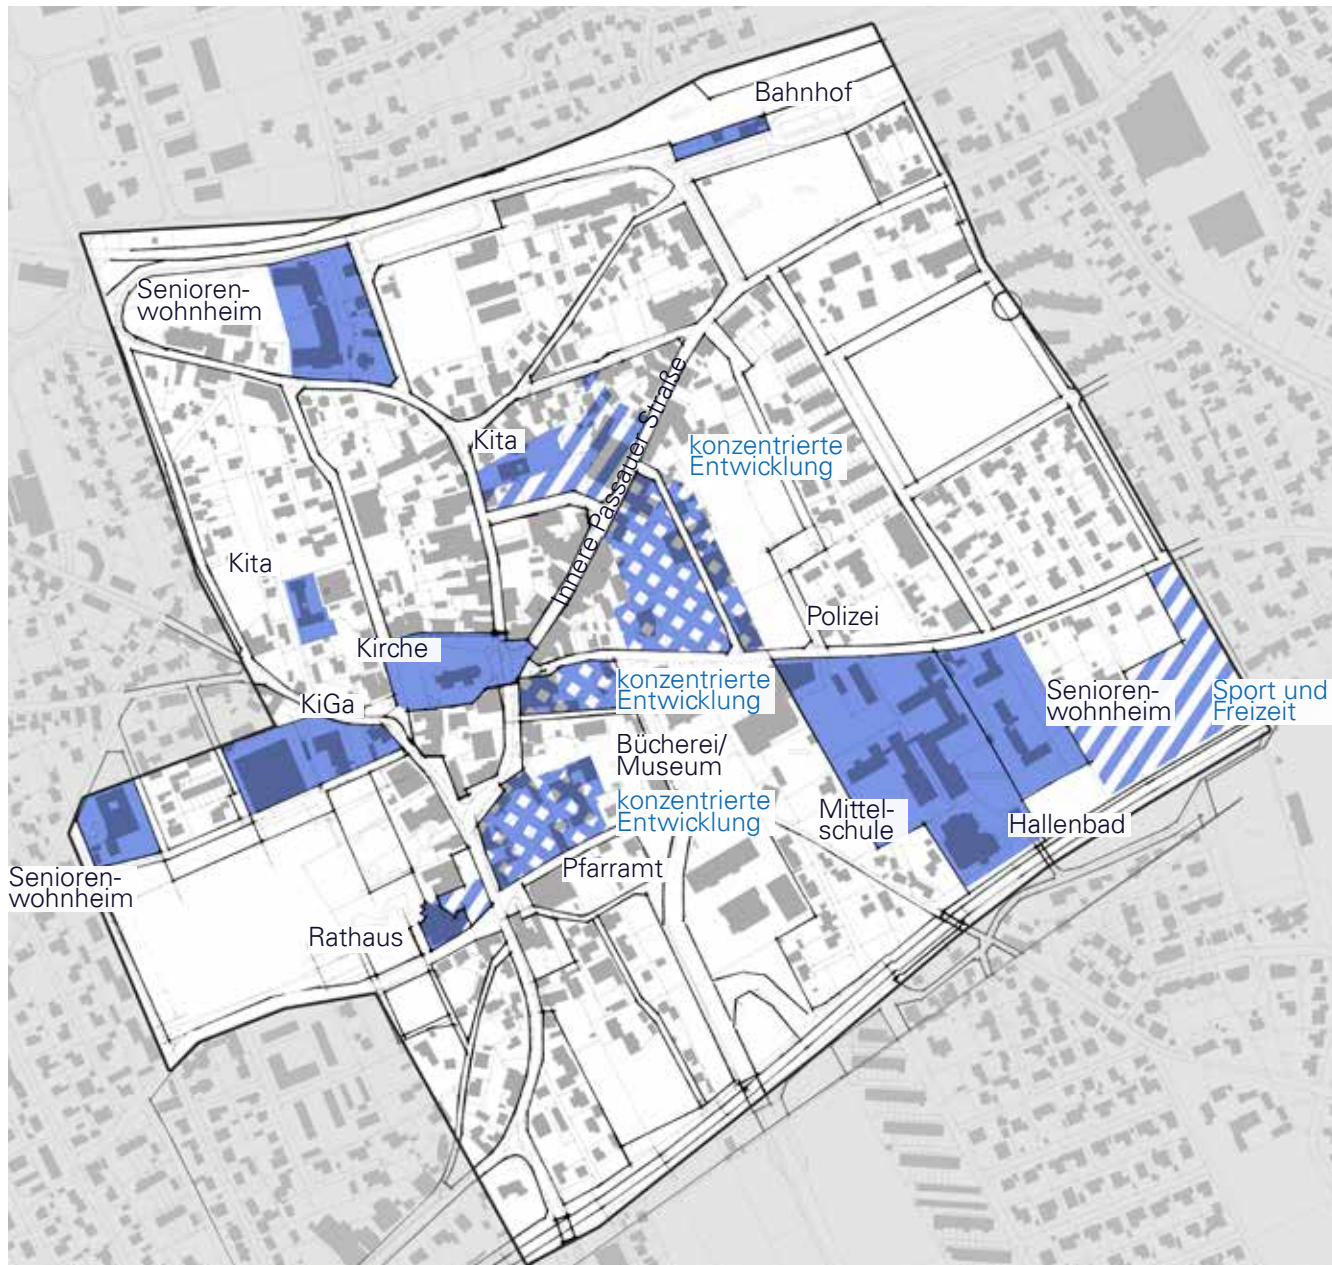 Bahnhof
Senioren-
wohnheim
Innere Passauer Straße
Kita
konzentrierte
Entwicklung
Kita
Polizei
Kirche
konzentrierte
Entwicklung
Senioren-
wohnheim
Sport und
Freizeit
KiGa
Bücherei/
Museum
konzentrierte
Entwicklung
Mittel-
schule
Hallenbad
Pfarramt
Senioren-
wohnheim
Rathaus